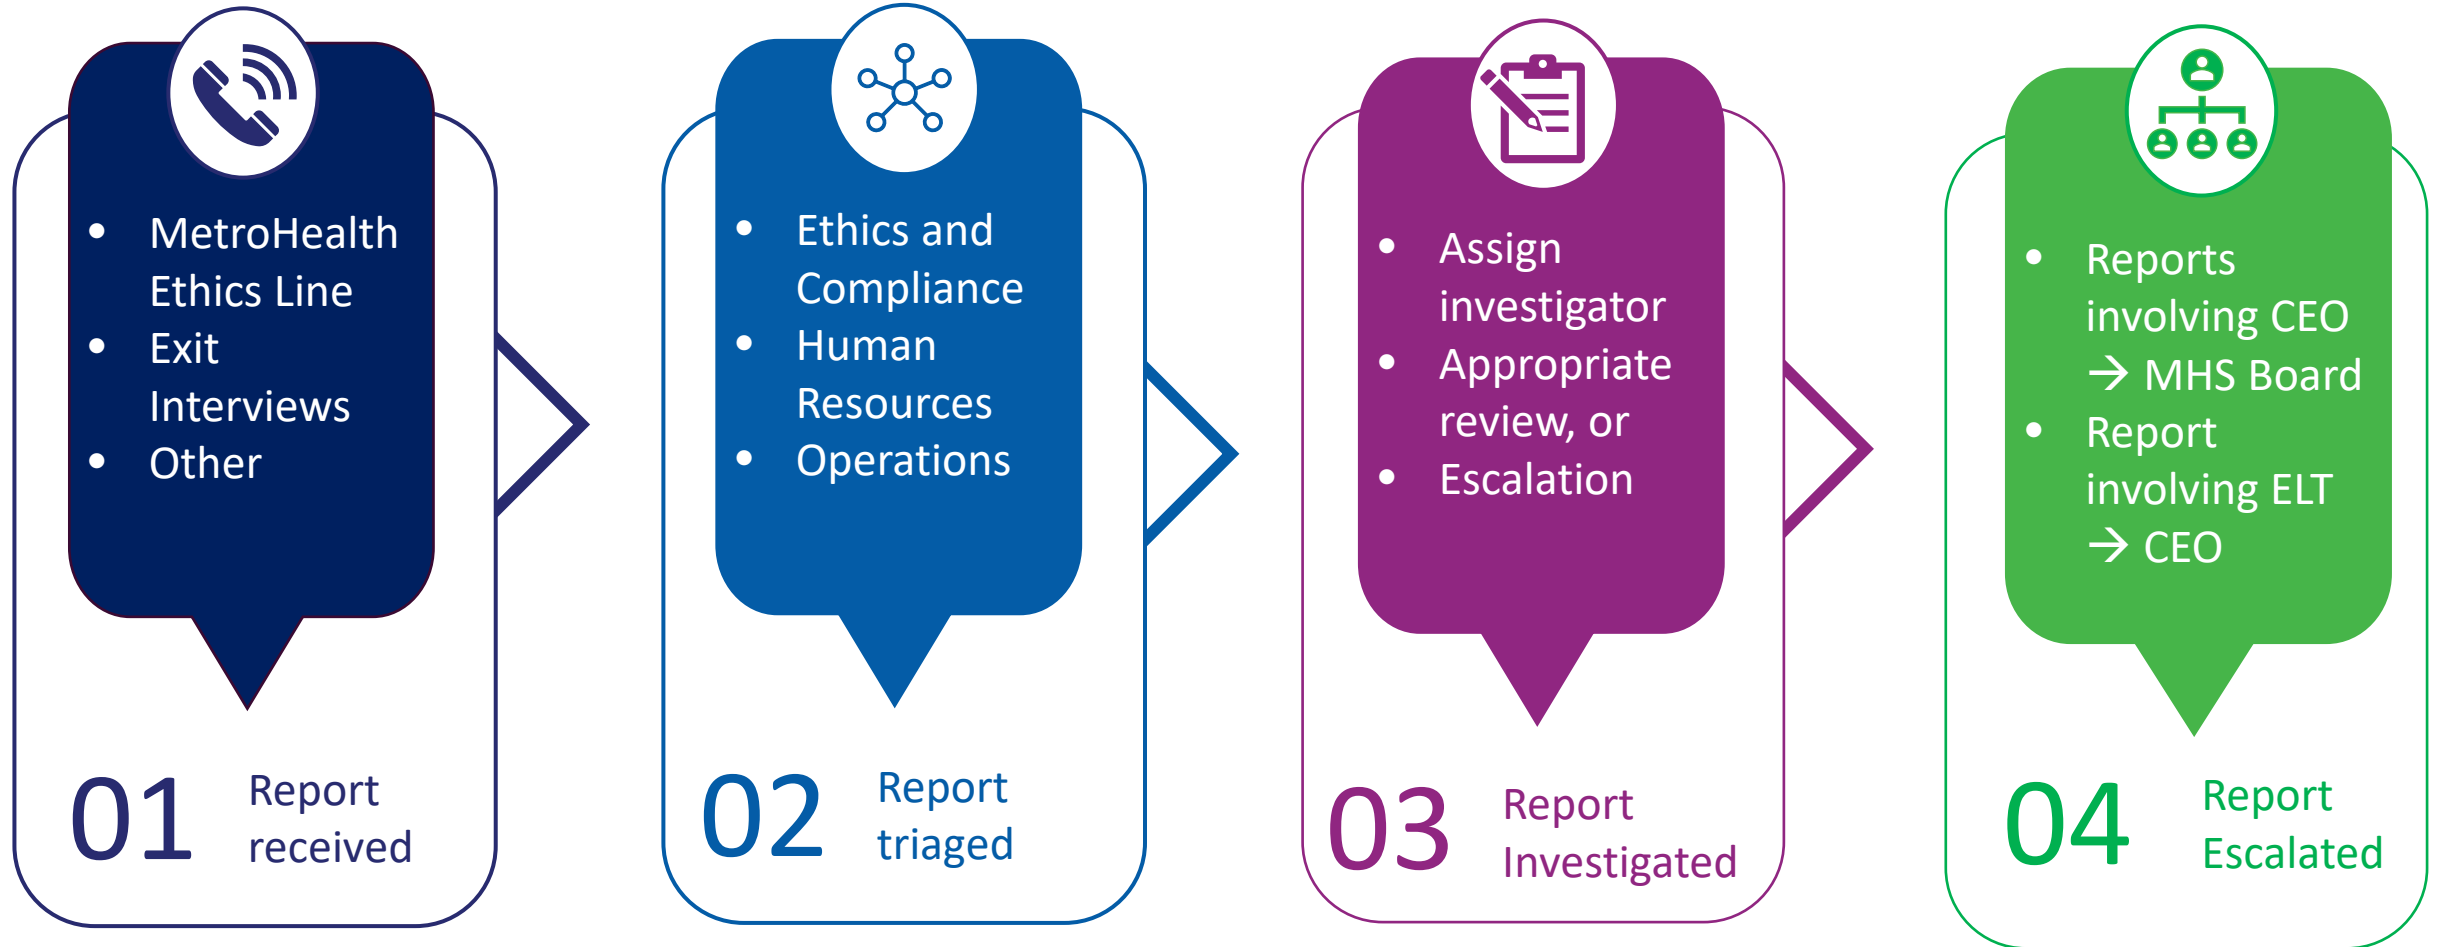 • MetroHealth
Ethics Line
• Exit
Interviews
• Other
01
Report
received
• Ethics and
Compliance
• Human
Resources
• Operations
02
Report
triaged
• Assign
investigator
• Appropriate
review, or
• Escalation
03
Report
Investigated
• Reports
involving CEO
→ MHS Board
• Report
involving ELT
→ CEO
04
Report
Escalated